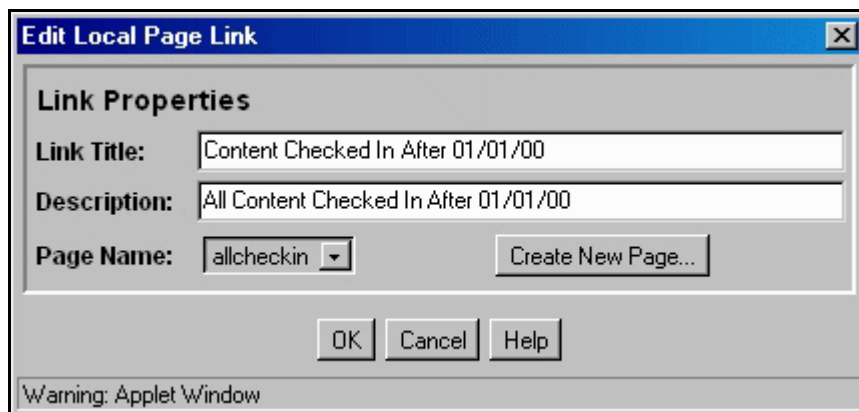 Edit Local Page Link
Link Properties
Link Title: Content Checked In After 01/01/00
Description: All Content Checked In After 01/01/00
Page Name: allcheckin Create New Page...
OK Cancel Help
Warning: Applet Window